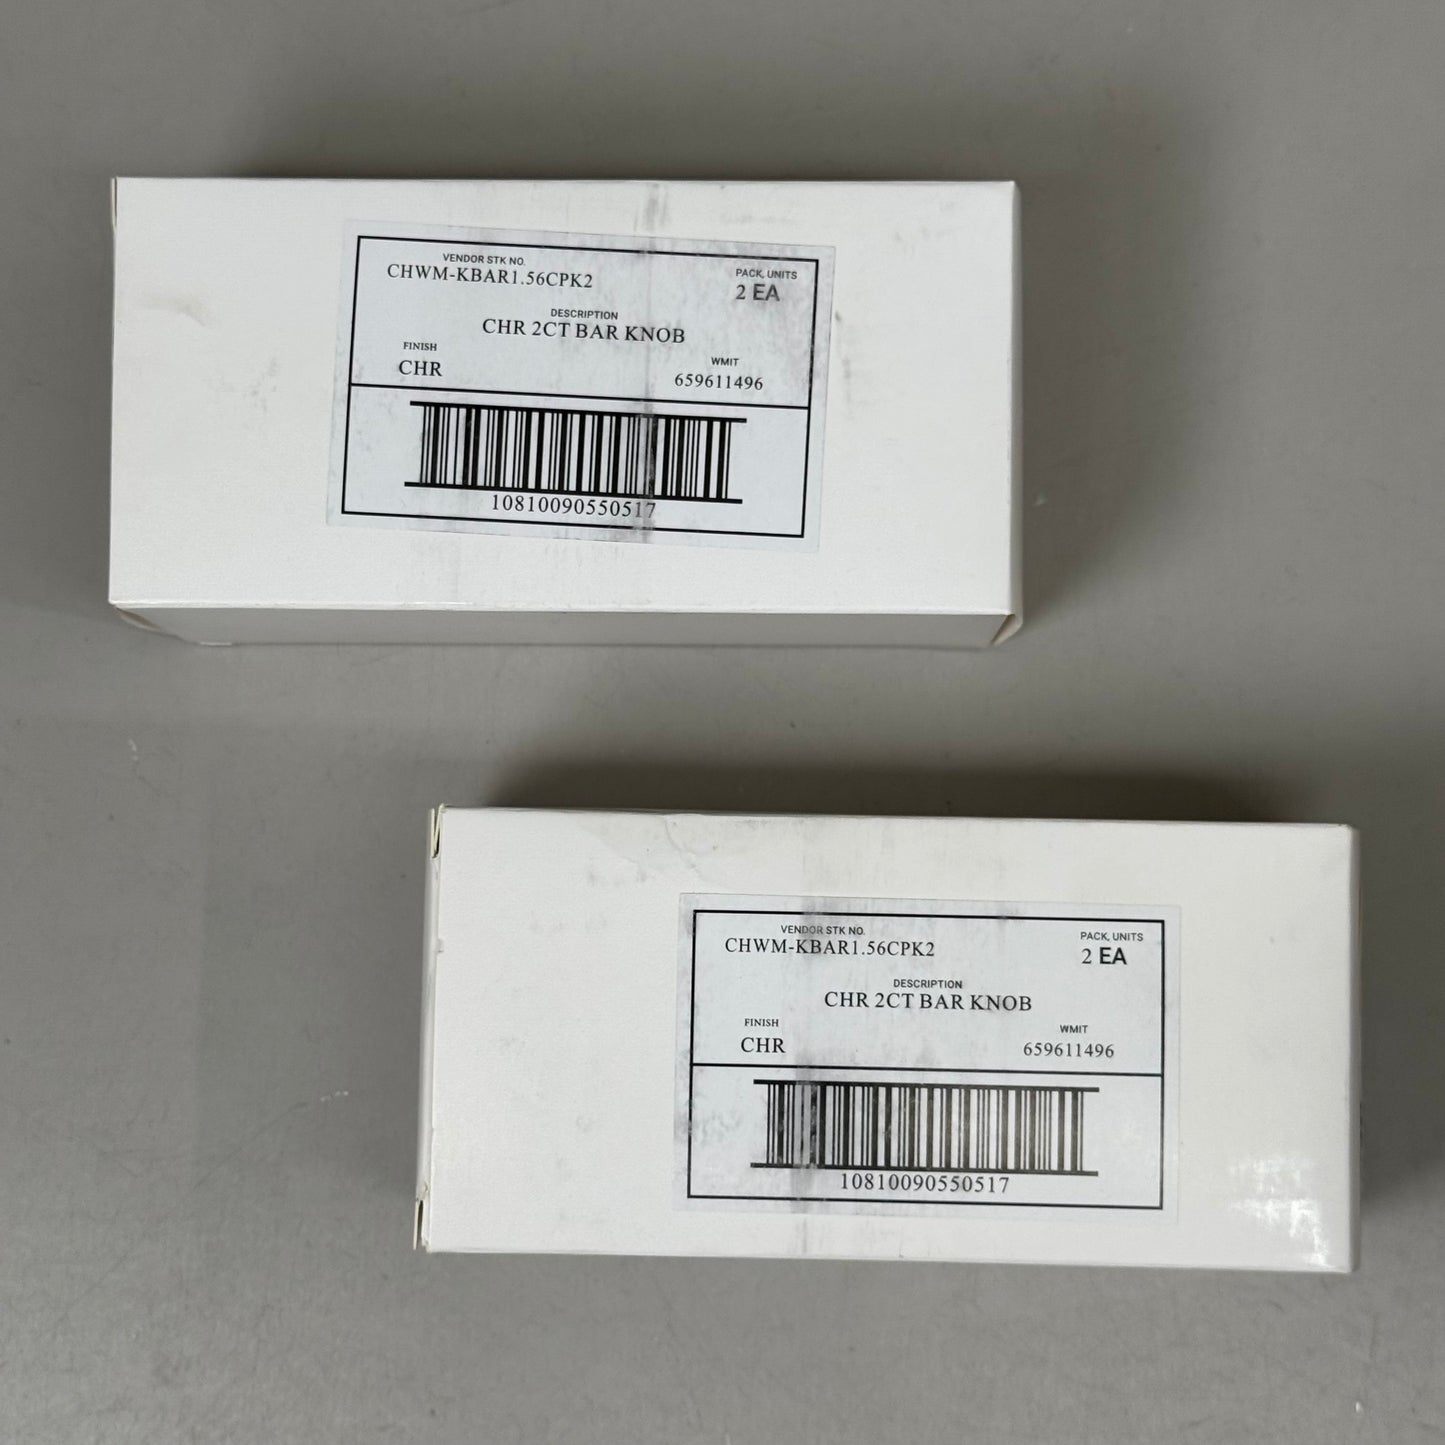 VENDOR STK NO.
CHWM-KBAR1.56CPK2
PACK, UNITS
2 EA
DESCRIPTION
CHR 2CT BAR KNOB
FINISH
CHR
WMIT
659611496
10810090550517
VENDOR STK NO.
CHWM-KBAR1.56CPK2
PACK, UNITS
2 EA
DESCRIPTION
CHR 2CT BAR KNOB
FINISH
CHR
WMIT
659611496
10810090550517